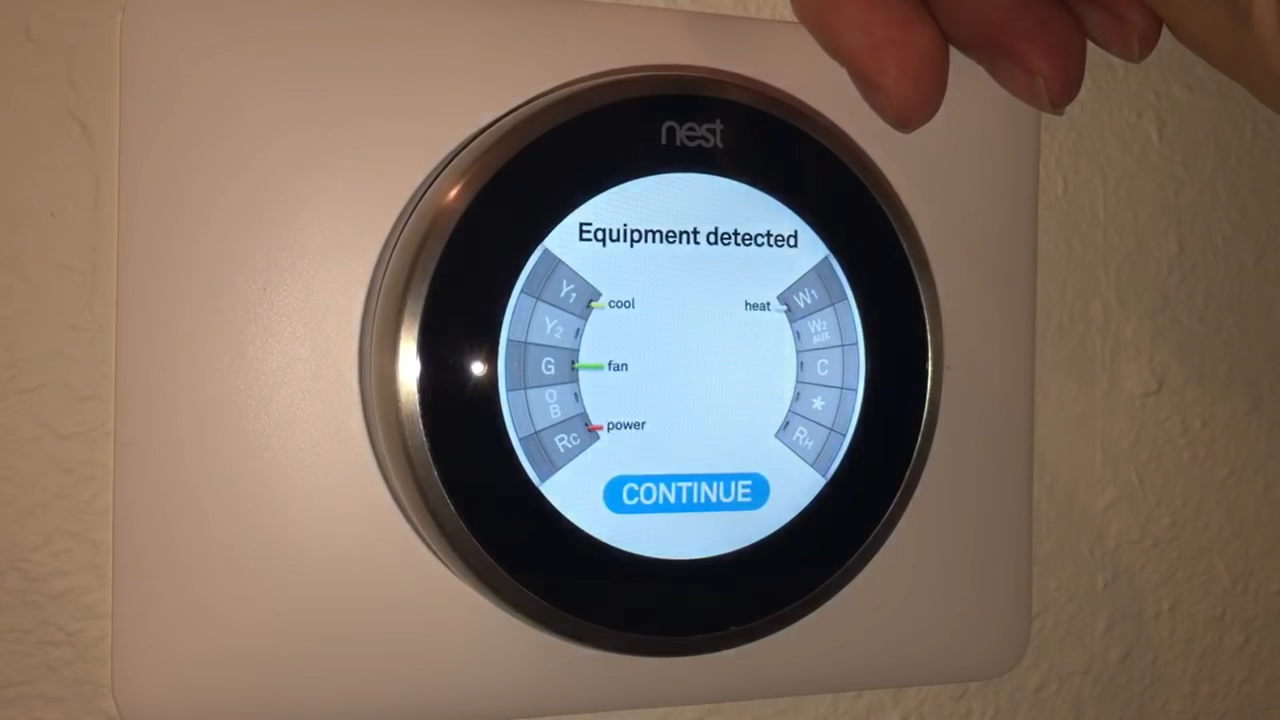 nest
Equipment detected
Y1 cool
Y2
G fan
O
B
Rc power
heat W1
W2
AUX
C
*
RH
CONTINUE